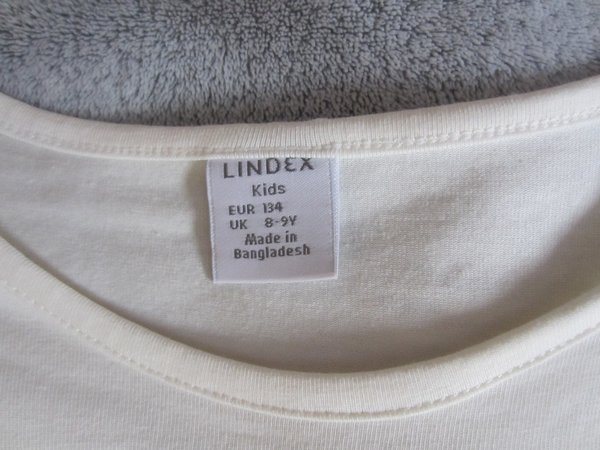 LINDEX
Kids
EUR 134
UK 8-9Y
Made in
Bangladesh